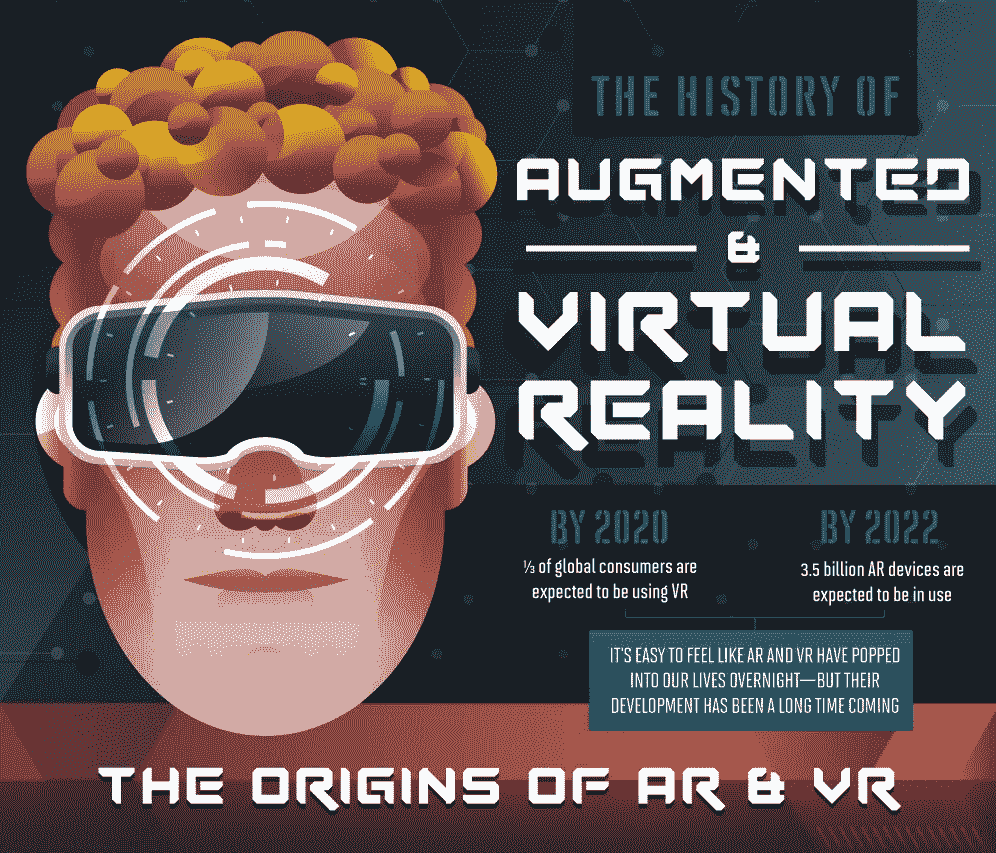 THE HISTORY OF
AUGMENTED
&
VIRTUAL
REALITY
BY 2020
⅓ of global consumers are
expected to be using VR
BY 2022
3.5 billion AR devices are
expected to be in use
IT'S EASY TO FEEL LIKE AR AND VR HAVE POPPED
INTO OUR LIVES OVERNIGHT—BUT THEIR
DEVELOPMENT HAS BEEN A LONG TIME COMING
THE ORIGINS OF AR & VR